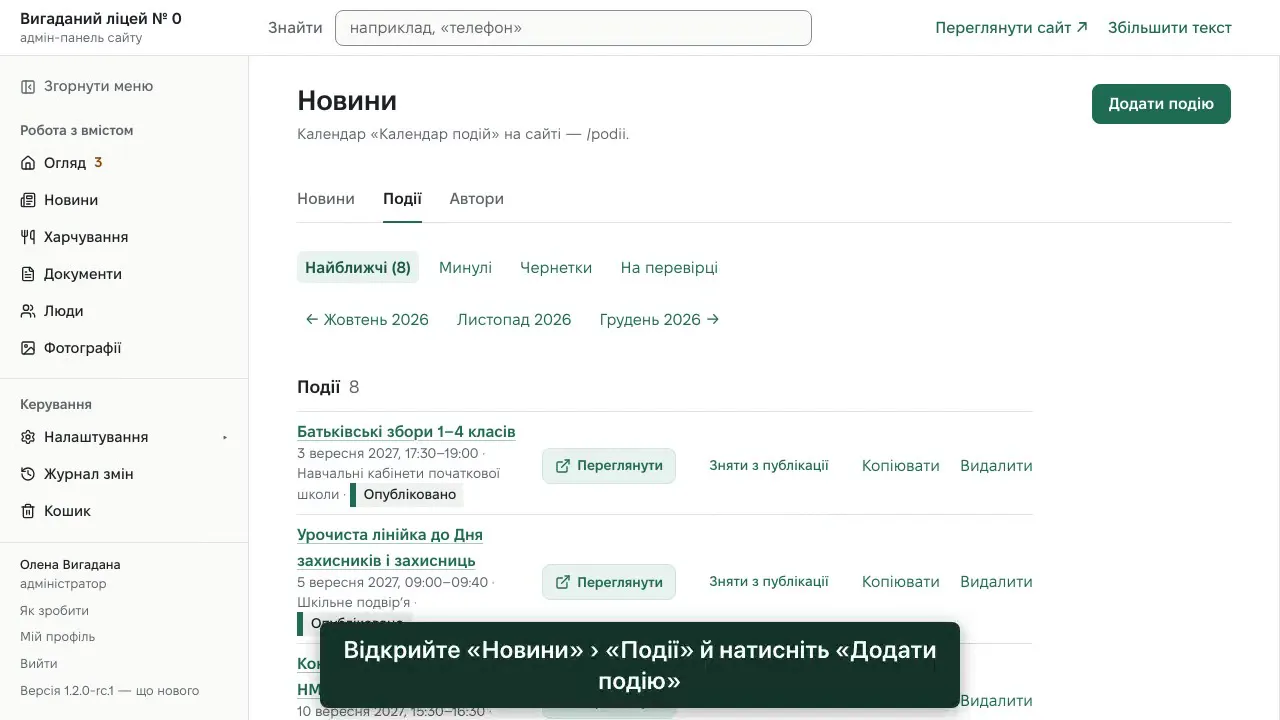 Вигаданий ліцей № 0
адмін-панель сайту
Знайти
наприклад, «телефон»
Переглянути сайт ↗
Збільшити текст
Згорнути меню
Робота з вмістом
Огляд 3
Новини
Харчування
Документи
Люди
Фотографії
Керування
Налаштування ▸
Журнал змін
Кошик
Олена Вигадана
адміністратор
Як зробити
Мій профіль
Вийти
Версія 1.2.0-rc.1 — що нового
Новини
Календар «Календар подій» на сайті — /podii.
Додати подію
Новини Події Автори
Найближчі (8) Минулі Чернетки На перевірці
← Жовтень 2026 Листопад 2026 Грудень 2026 →
Події 8
Батьківські збори 1–4 класів
3 вересня 2027, 17:30–19:00 ·
Навчальні кабінети початкової
школи · Опубліковано
Переглянути Зняти з публікації Копіювати Видалити
Урочиста лінійка до Дня
захисників і захисниць
5 вересня 2027, 09:00–09:40 ·
Шкільне подвір’я ·
Опубліковано
Переглянути Зняти з публікації Копіювати Видалити
10 вересня 2027, 15:30–16:30 ·
Видалити
Відкрийте «Новини» › «Події» й натисніть «Додати
подію»